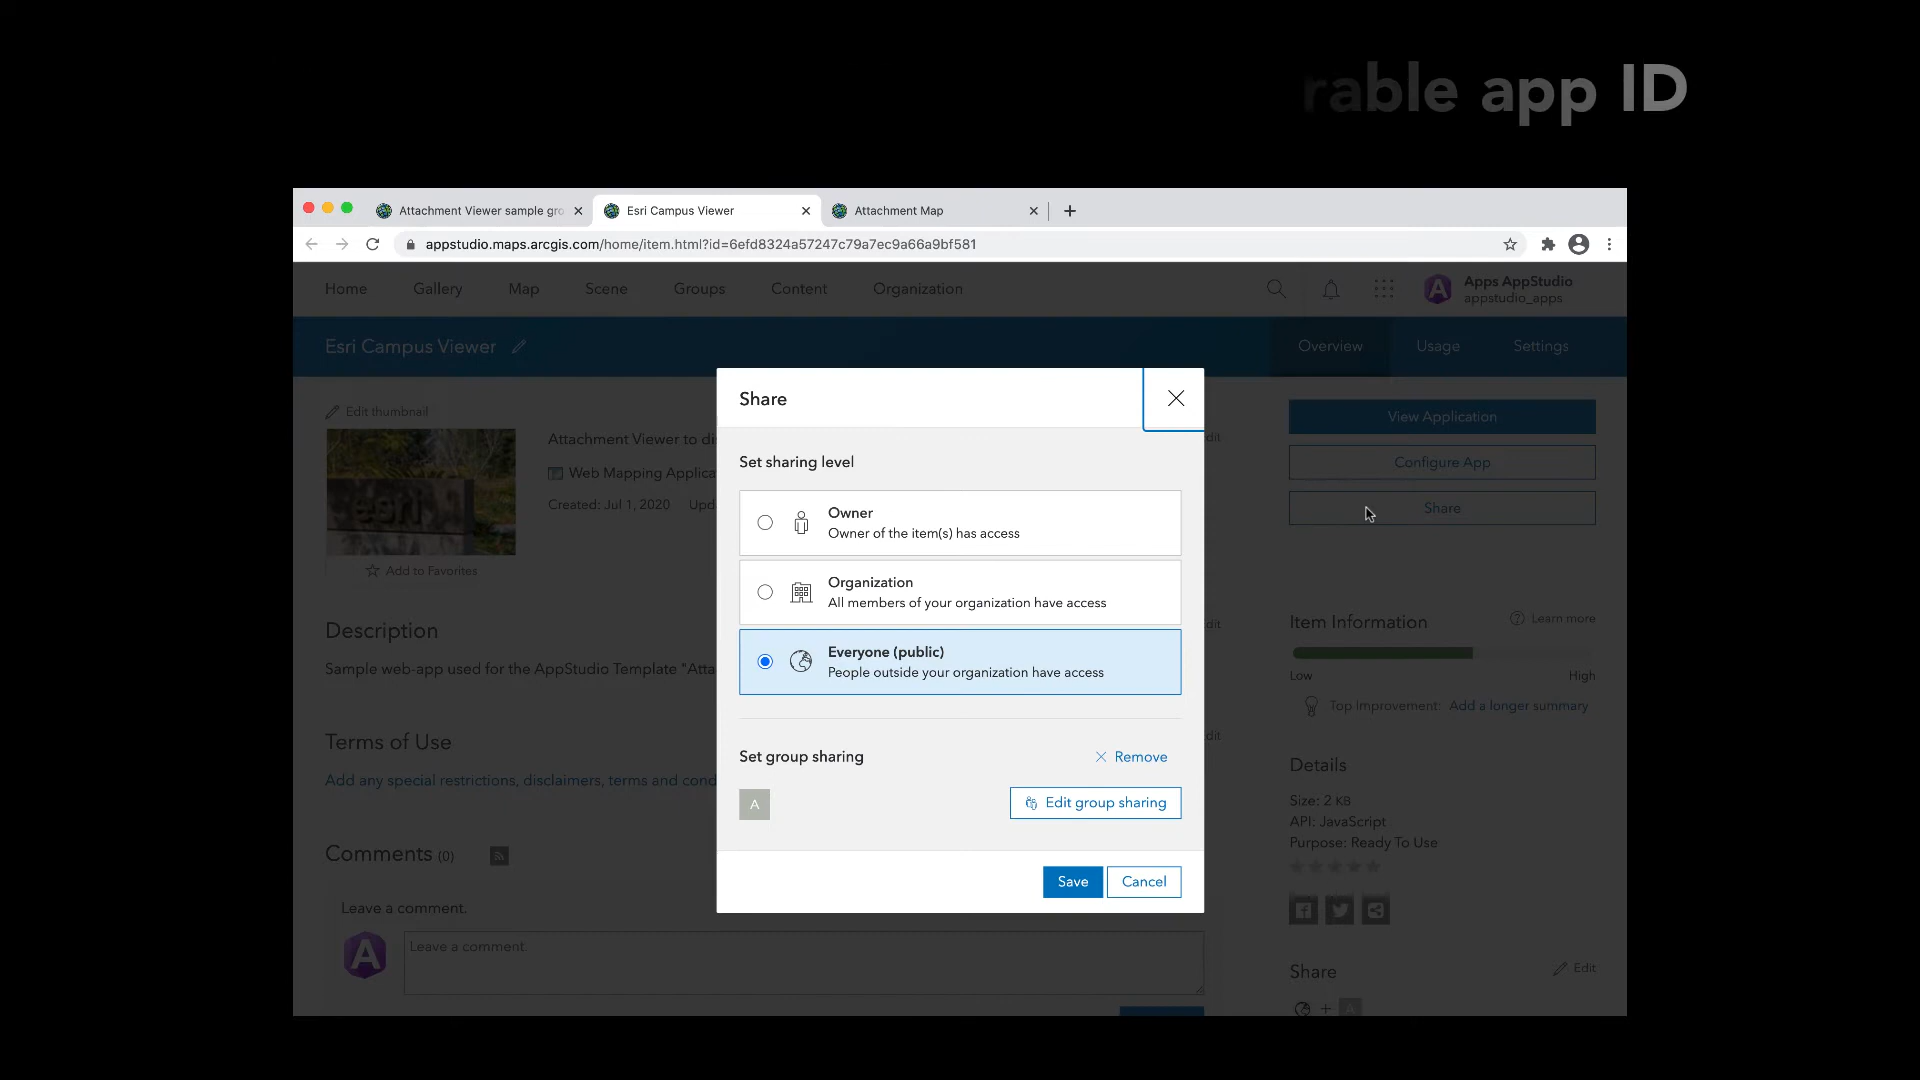 rable app ID
Attachment Viewer sample gro
Esri Campus Viewer
Attachment Map
appstudio.maps.arcgis.com/home/item.html?id=6efd8324a57247c79a7ec9a66a9bf581
Home Gallery Map Scene Groups Content Organization
Apps AppStudio
appstudio_apps
Esri Campus Viewer
Overview Usage Settings
Edit thumbnail
esri
Add to Favorites
Attachment Viewer to di
Web Mapping Applica
Created: Jul 1, 2020 Upd
Description
Sample web-app used for the AppStudio Template "Atta
Terms of Use
Add any special restrictions, disclaimers, terms and cond
Comments (0)
Leave a comment.
Leave a comment.
Share
Set sharing level
Owner
Owner of the item(s) has access
Organization
All members of your organization have access
Everyone (public)
People outside your organization have access
Set group sharing
Remove
A
Edit group sharing
Save
Cancel
dit
dit
dit
View Application
Configure App
Share
Item Information
Learn more
Low High
Top Improvement: Add a longer summary
Details
Size: 2 KB
API: JavaScript
Purpose: Ready To Use
Share
Edit
A